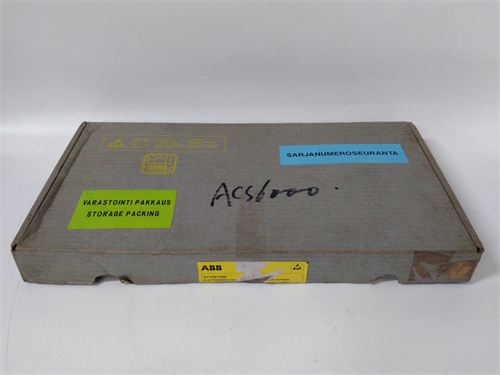 SARJANUMEROSEURANTA
VARASTOINTI PAKKAUS
STORAGE PACKING
ACS6000.
ABB